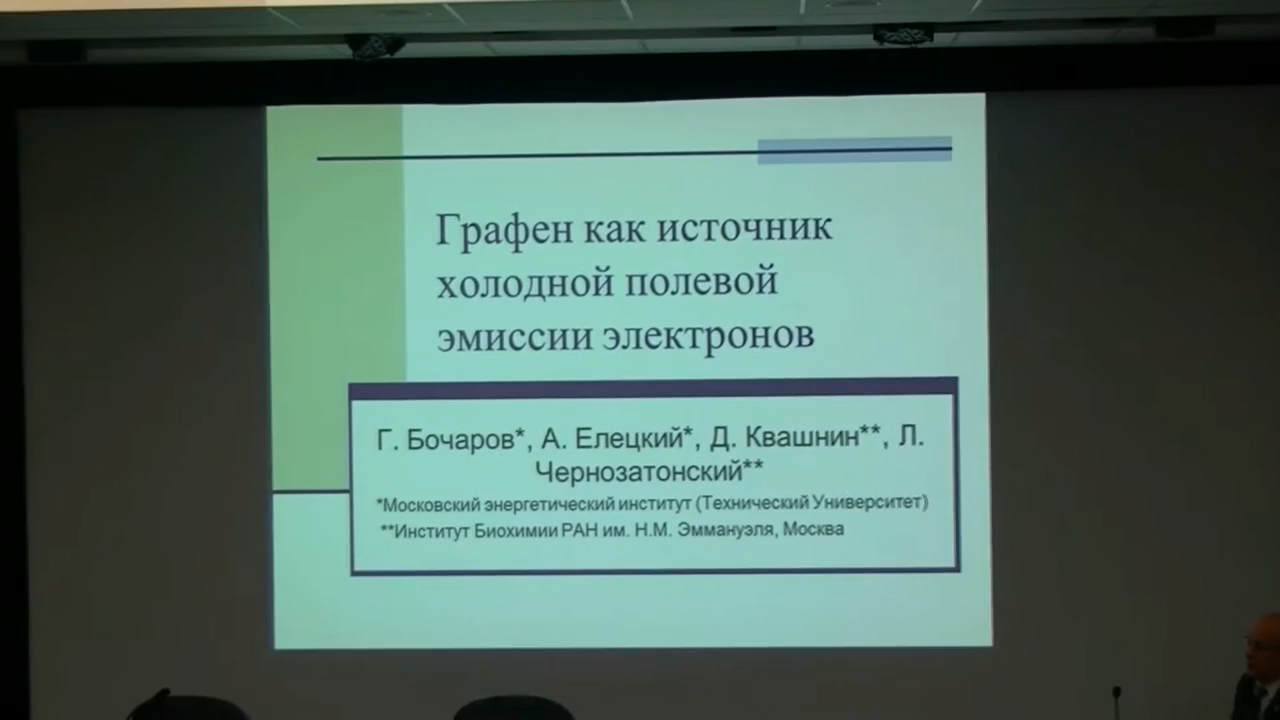 Графен как источник
холодной полевой
эмиссии электронов
Г. Бочаров*, А. Елецкий*, Д. Квашнин**, Л.
Чернозатонский**
*Московский энергетический институт (Технический Университет)
**Институт Биохимии РАН им. Н.М. Эммануэля, Москва